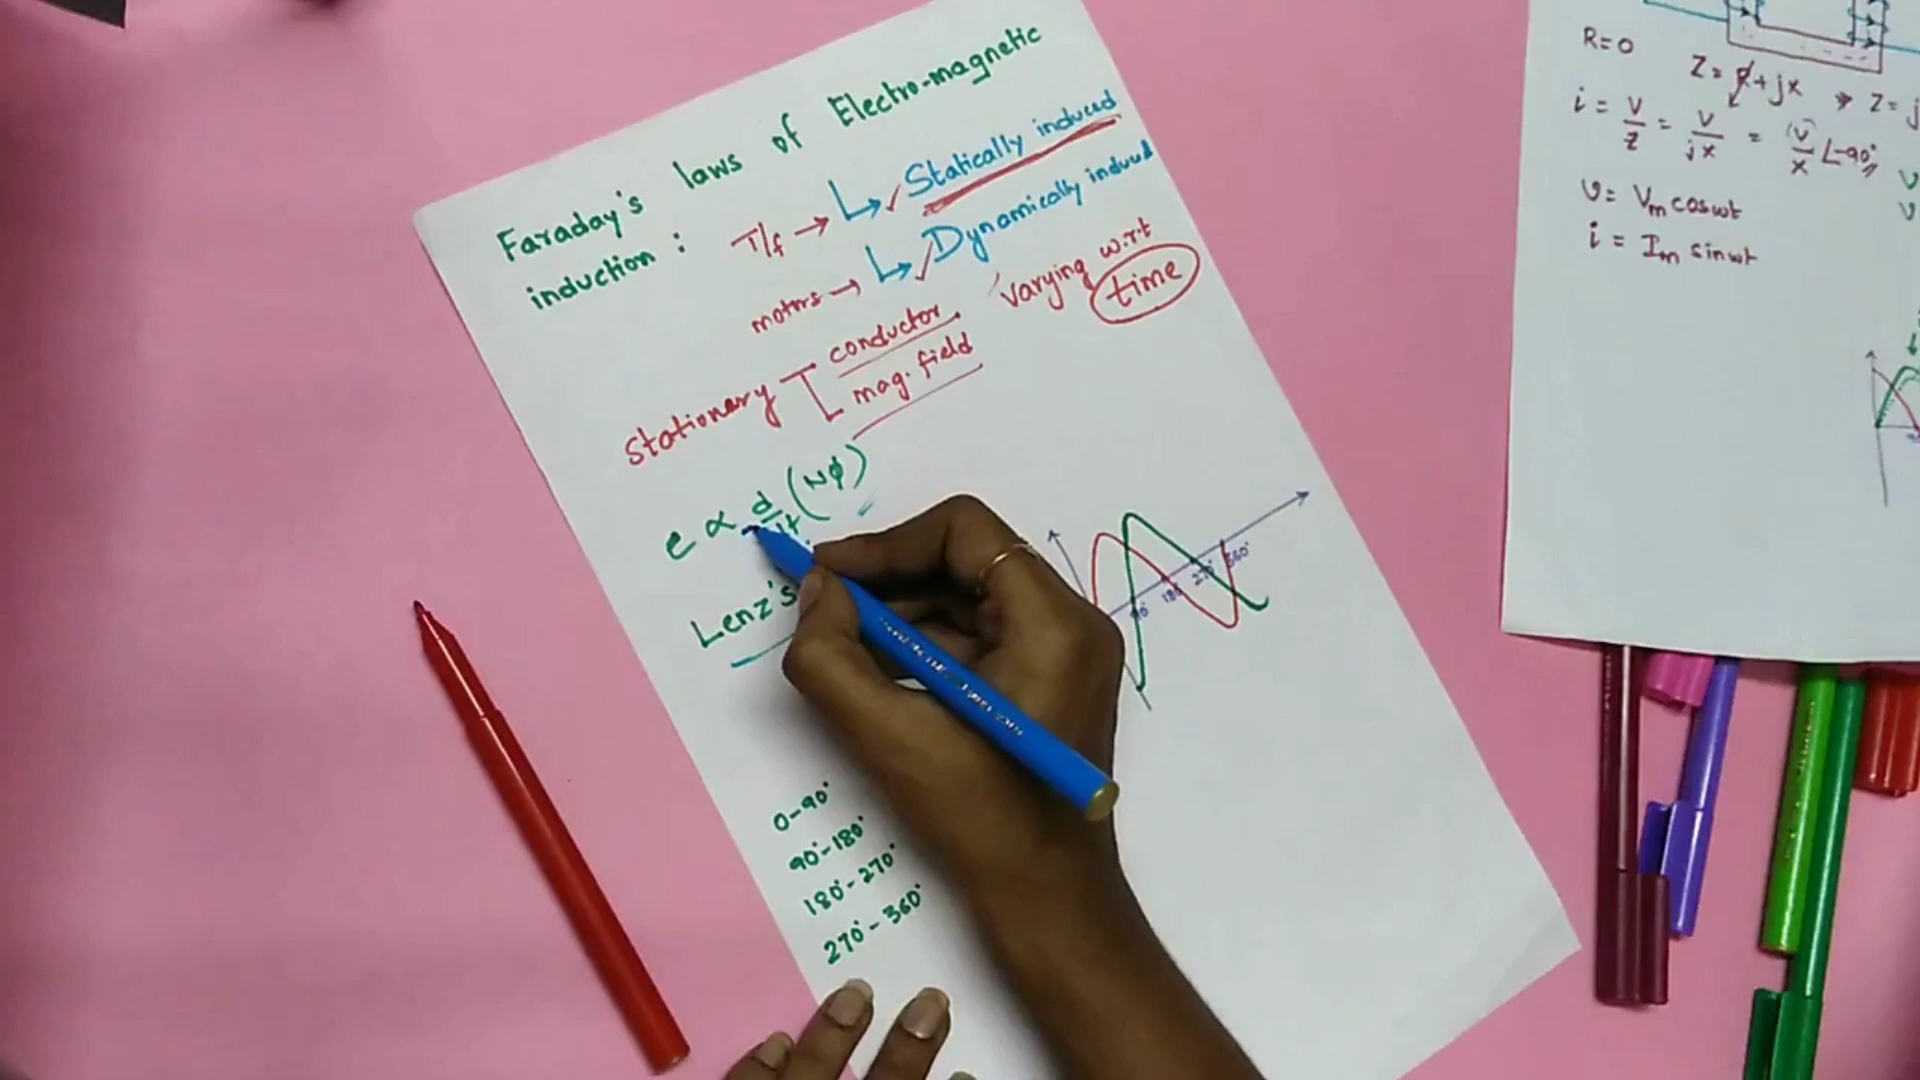 Faraday's laws of Electro-magnetic
induction :
T/f → ↳ ✓ Statically induced
motors → ↳ ✓ Dynamically induced
stationary
conductor
mag. field
varying w.r.t
time
e ∝ d/dt (Nϕ)
Lenz's
0-90°
90°-180°
180°-270°
270°-360°
90°
180°
270°
360°
R=0
Z = R+jx ⇒ Z = j
i = V/Z = V/jx = (V)/x ∠-90°
v = Vm cosωt
i = Im sinωt